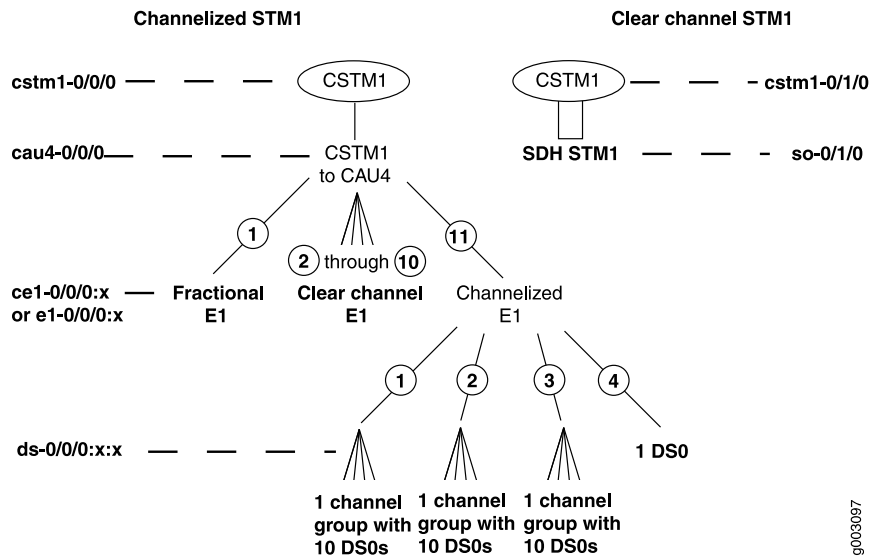 Channelized STM1
Clear channel STM1
cstm1-0/0/0
CSTM1
CSTM1
cstm1-0/1/0
cau4-0/0/0
CSTM1
to CAU4
SDH STM1
so-0/1/0
1
11
2 through 10
ce1-0/0/0:x
or e1-0/0/0:x
Fractional
E1
Clear channel
E1
Channelized
E1
1
2
3
4
ds-0/0/0:x:x
1 DS0
1 channel
group with
10 DS0s
1 channel
group with
10 DS0s
1 channel
group with
10 DS0s
g003097